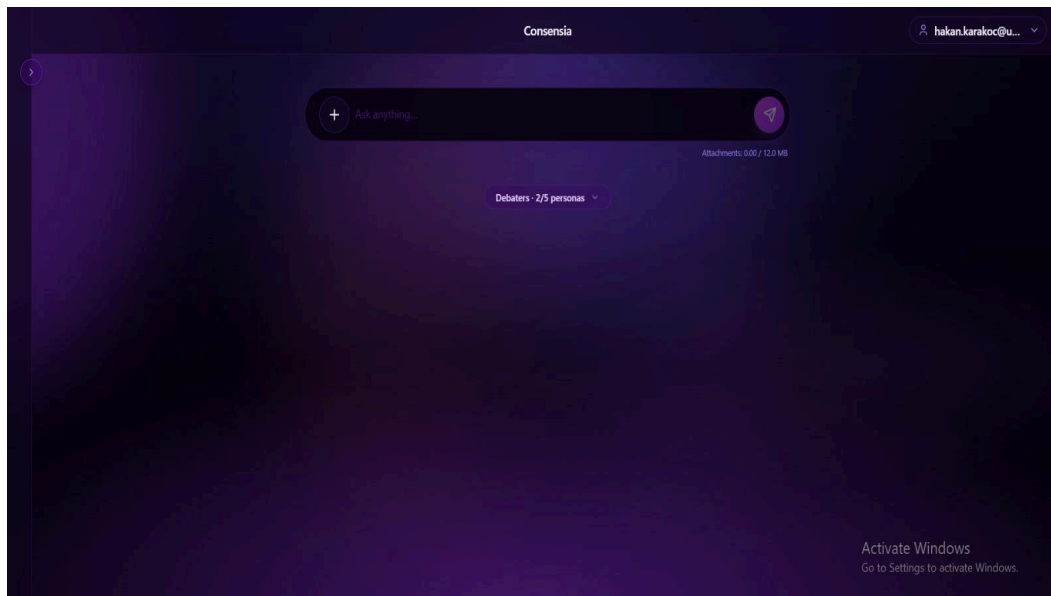 Consensia
hakan.karakoc@u...
Ask anything...
Attachments: 0.00 / 12.0 MB
Debaters · 2/5 personas
Activate Windows
Go to Settings to activate Windows.